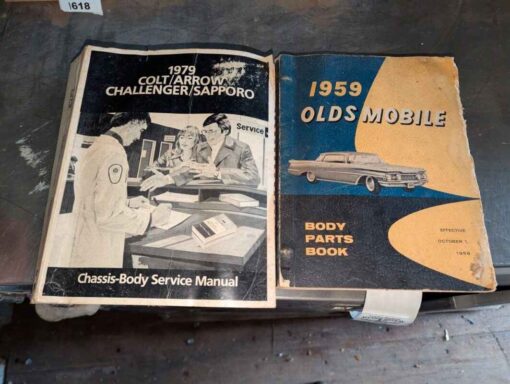 1618
1979
COLT/ARROW
CHALLENGER/SAPPORO
Service
Chassis-Body Service Manual
1959
OLDSMOBILE
BODY
PARTS
BOOK
EFFECTIVE
OCTOBER 1,
1958